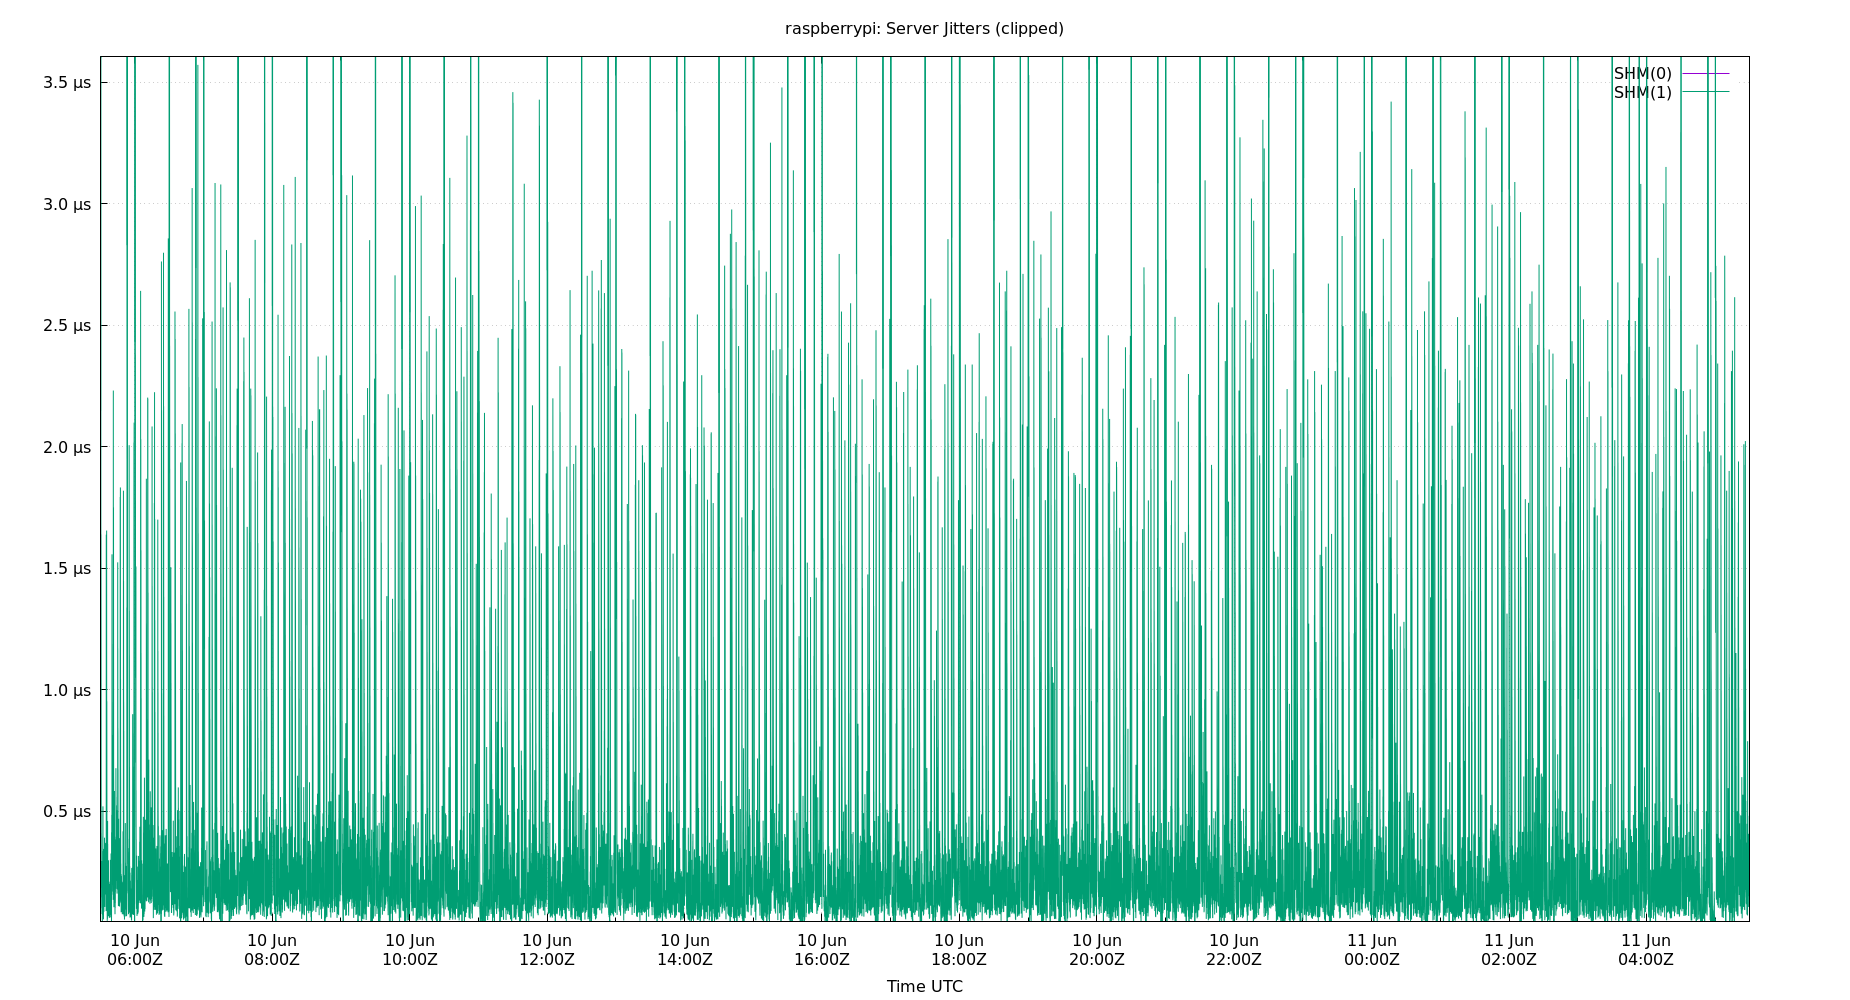 raspberrypi: Server Jitters (clipped)
SHM(0)
SHM(1)
3.5 µs
3.0 µs
2.5 µs
2.0 µs
1.5 µs
1.0 µs
0.5 µs
10 Jun 10 Jun 10 Jun 10 Jun 10 Jun 10 Jun 10 Jun 10 Jun 10 Jun 11 Jun 11 Jun 11 Jun
06:00Z 08:00Z 10:00Z 12:00Z 14:00Z 16:00Z 18:00Z 20:00Z 22:00Z 00:00Z 02:00Z 04:00Z
Time UTC